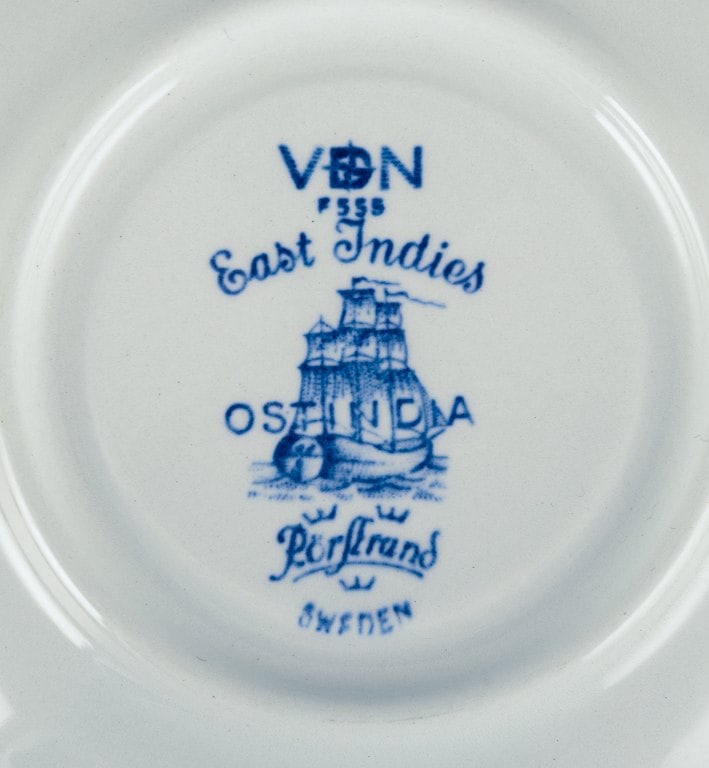 VDN
F555
East Indies
OSTINDIA
Rörstrand
SWEDEN